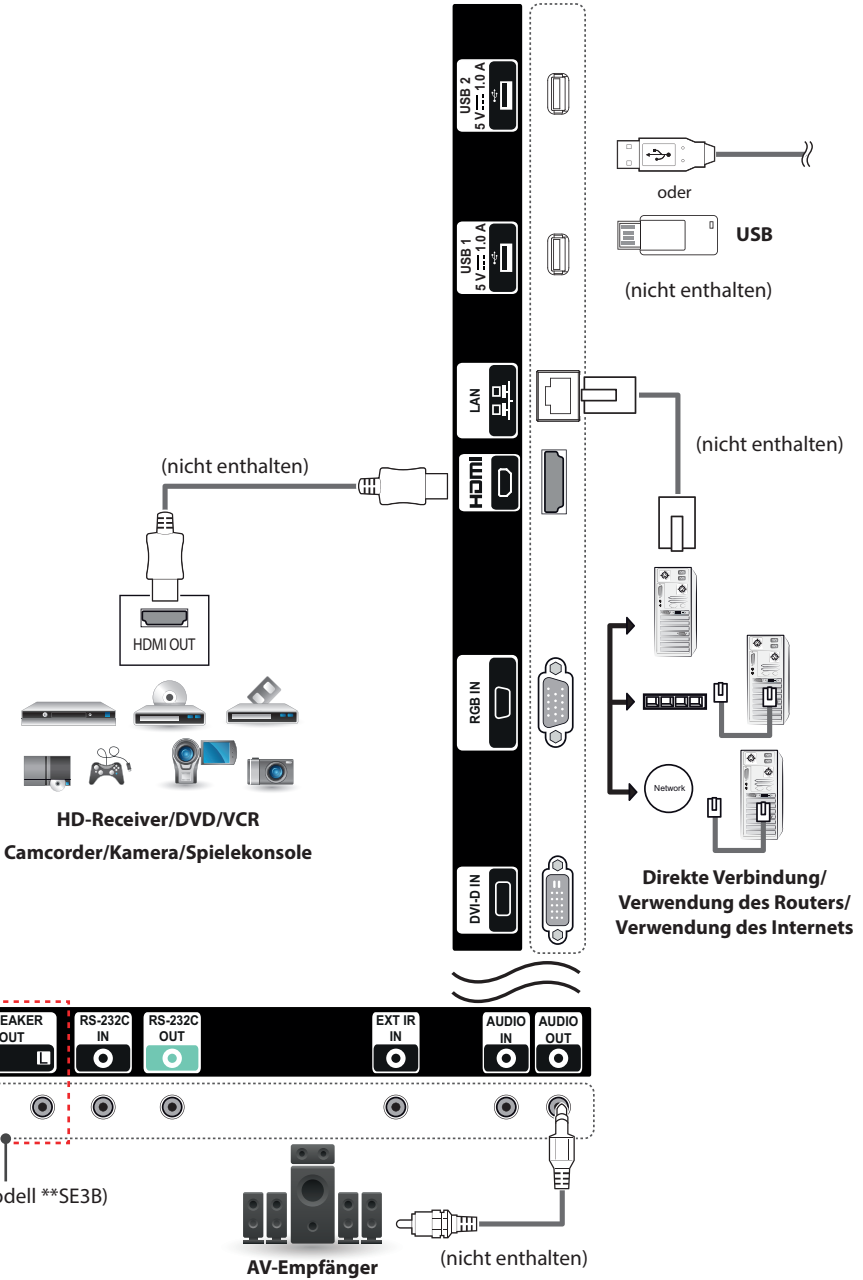 USB 2
5 V 1.0 A
oder
USB
(nicht enthalten)
USB 1
5 V 1.0 A
LAN
(nicht enthalten)
(nicht enthalten)
HDMI
HDMI OUT
RGB IN
Network
HD-Receiver/DVD/VCR
Camcorder/Kamera/Spielekonsole
DVI-D IN
Direkte Verbindung/
Verwendung des Routers/
Verwendung des Internets
EAKER
OUT
L
RS-232C
IN
RS-232C
OUT
EXT IR
IN
AUDIO
IN
AUDIO
OUT
odell **SE3B)
AV-Empfänger
(nicht enthalten)